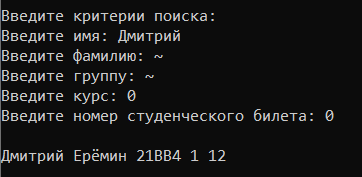 Введите критерии поиска:
Введите имя: Дмитрий
Введите фамилию: ~
Введите группу: ~
Введите курс: 0
Введите номер студенческого билета: 0
Дмитрий Ерёмин 21ВВ4 1 12